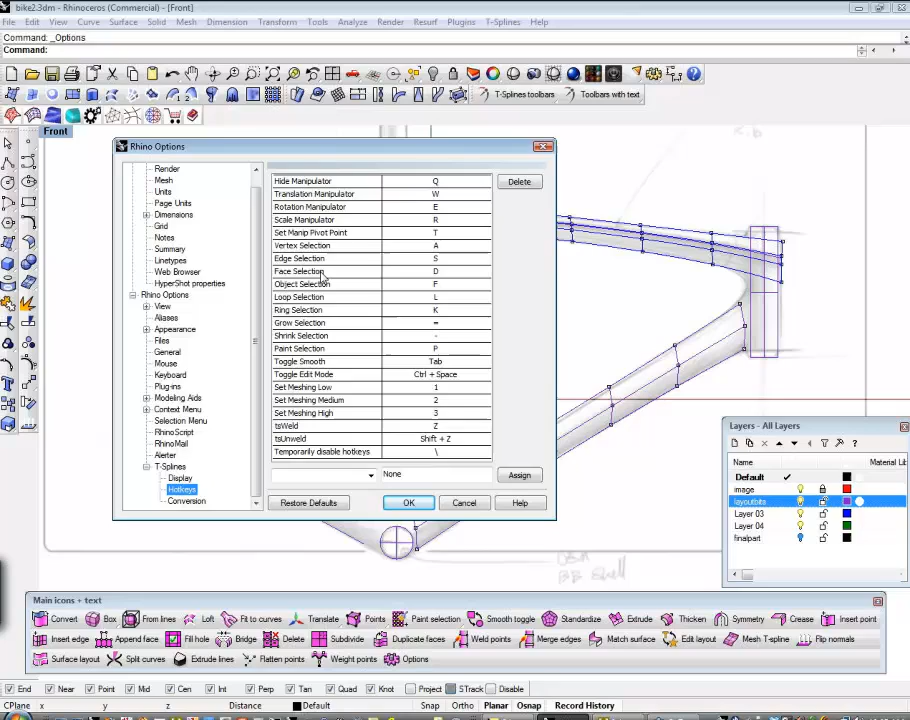 bike2.3dm - Rhinoceros (Commercial) - [Front]
File Edit View Curve Surface Solid Mesh Dimension Transform Tools Analyze Render Resurf Plugins T-Splines Help
Command: _Options
Command:
T-Splines toolbars Toolbars with text
Front
Rhino Options
Render
Mesh
Units
Page Units
Dimensions
Grid
Notes
Summary
Linetypes
Web Browser
HyperShot properties
Rhino Options
View
Aliases
Appearance
Files
General
Mouse
Keyboard
Plug-ins
Modeling Aids
Context Menu
Selection Menu
RhinoScript
RhinoMail
Alerter
T-Splines
Display
Hotkeys
Conversion
Hide Manipulator Q
Translation Manipulator W
Rotation Manipulator E
Scale Manipulator R
Set Manip Pivot Point T
Vertex Selection A
Edge Selection S
Face Selection D
Object Selection F
Loop Selection L
Ring Selection K
Grow Selection =
Shrink Selection -
Paint Selection P
Toggle Smooth Tab
Toggle Edit Mode Ctrl + Space
Set Meshing Low 1
Set Meshing Medium 2
Set Meshing High 3
tsWeld Z
tsUnweld Shift + Z
Temporarily disable hotkeys \
Delete
None Assign
Restore Defaults OK Cancel Help
Layers - All Layers
Name Material Lib
Default
image
layoutbits
Layer 03
Layer 04
finalpart
BB Shell
Main icons + text
Convert Box From lines Loft Fit to curves Translate Points Paint selection Smooth toggle Standardize Extrude Thicken Symmetry Crease Insert point
Insert edge Append face Fill hole Bridge Delete Subdivide Duplicate faces Weld points Merge edges Match surface Edit layout Mesh T-spline Flip normals
Surface layout Split curves Extrude lines Flatten points Weight points Options
End Near Point Mid Cen Int Perp Tan Quad Knot Project STrack Disable
CPlane x y z Distance Default Snap Ortho Planar Osnap Record History